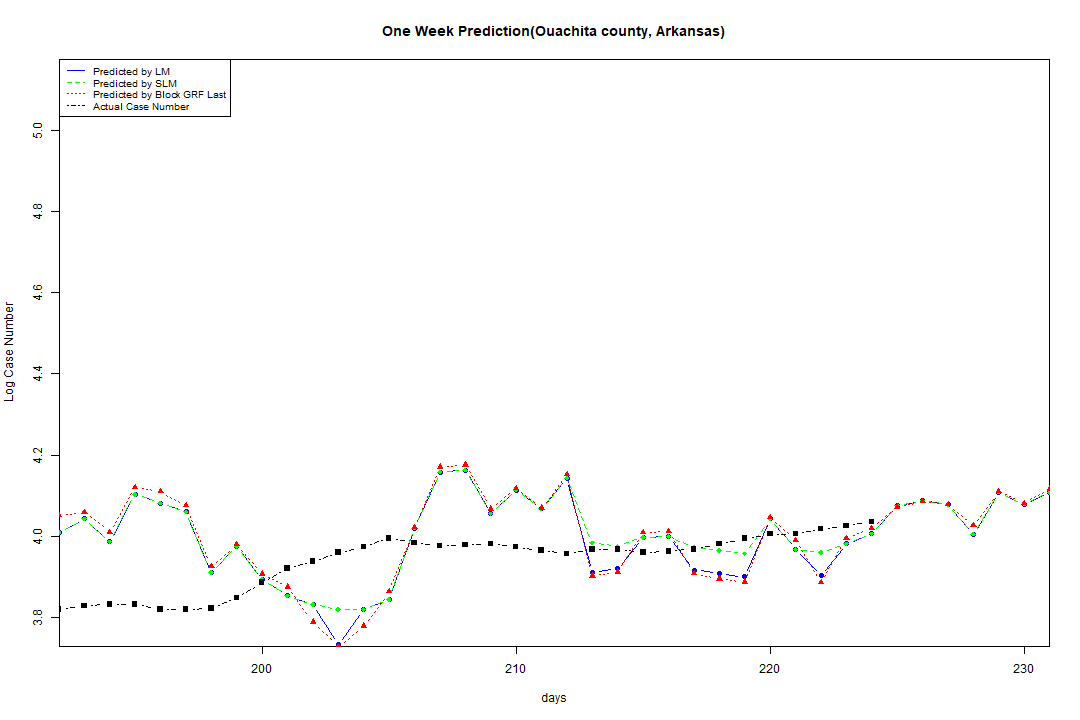 One Week Prediction(Ouachita county, Arkansas)
Predicted by LM
Predicted by SLM
Predicted by Block GRF Last
Actual Case Number
5.0
4.8
4.6
4.4
4.2
4.0
3.8
Log Case Number
200 210 220 230
days